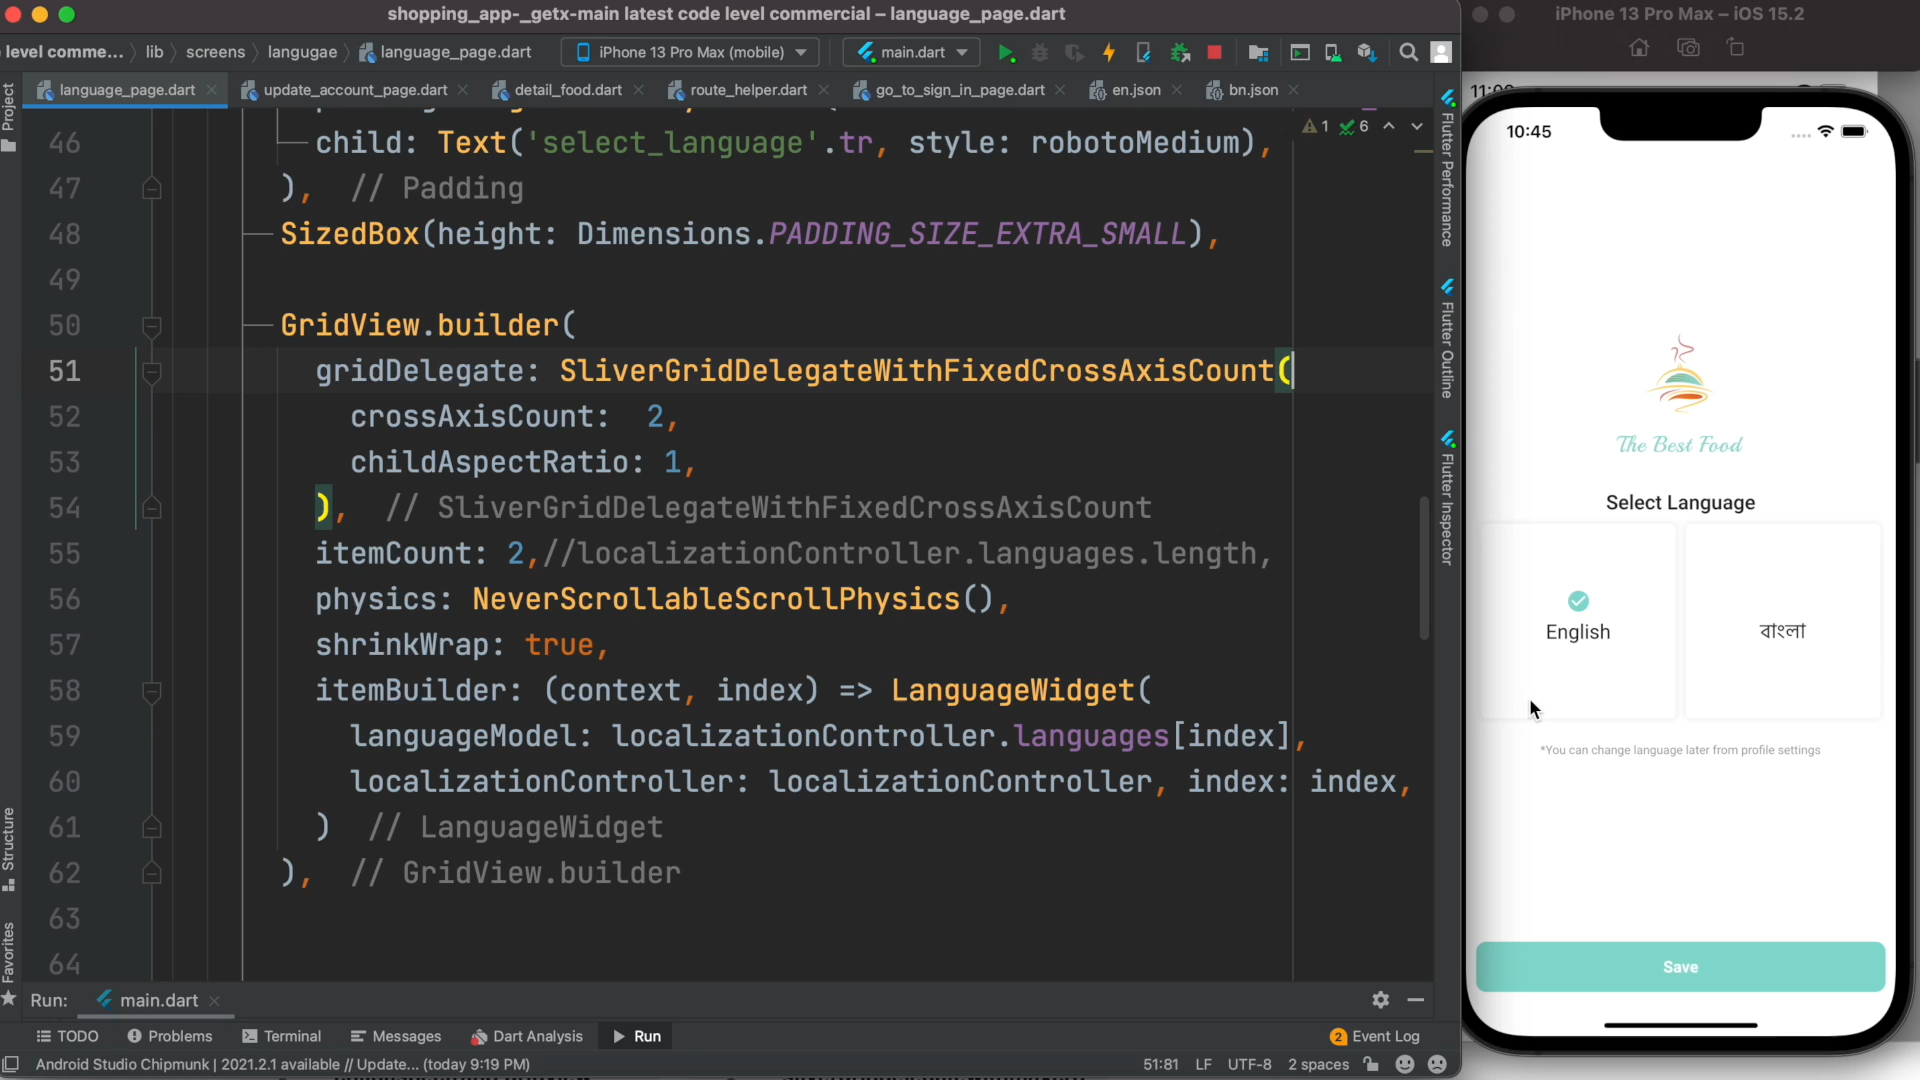 shopping_app-_getx-main latest code level commercial – language_page.dart
level comme... lib screens langugae language_page.dart iPhone 13 Pro Max (mobile) main.dart
language_page.dart update_account_page.dart detail_food.dart route_helper.dart go_to_sign_in_page.dart en.json bn.json
1 6
46 child: Text('select_language'.tr, style: robotoMedium),
47 ), // Padding
48 SizedBox(height: Dimensions.PADDING_SIZE_EXTRA_SMALL),
49
50 GridView.builder(
51 gridDelegate: SliverGridDelegateWithFixedCrossAxisCount(
52 crossAxisCount: 2,
53 childAspectRatio: 1,
54 ), // SliverGridDelegateWithFixedCrossAxisCount
55 itemCount: 2,//localizationController.languages.length,
56 physics: NeverScrollableScrollPhysics(),
57 shrinkWrap: true,
58 itemBuilder: (context, index) => LanguageWidget(
59 languageModel: localizationController.languages[index],
60 localizationController: localizationController, index: index,
61 ) // LanguageWidget
62 ), // GridView.builder
63
64
Project
Structure
Favorites
Flutter Performance
Flutter Outline
Flutter Inspector
Run: main.dart
TODO Problems Terminal Messages Dart Analysis Run 2 Event Log
Android Studio Chipmunk | 2021.2.1 available // Update... (today 9:19 PM) 51:81 LF UTF-8 2 spaces
iPhone 13 Pro Max – iOS 15.2
10:45
The Best Food
Select Language
English বাংলা
*You can change language later from profile settings
Save